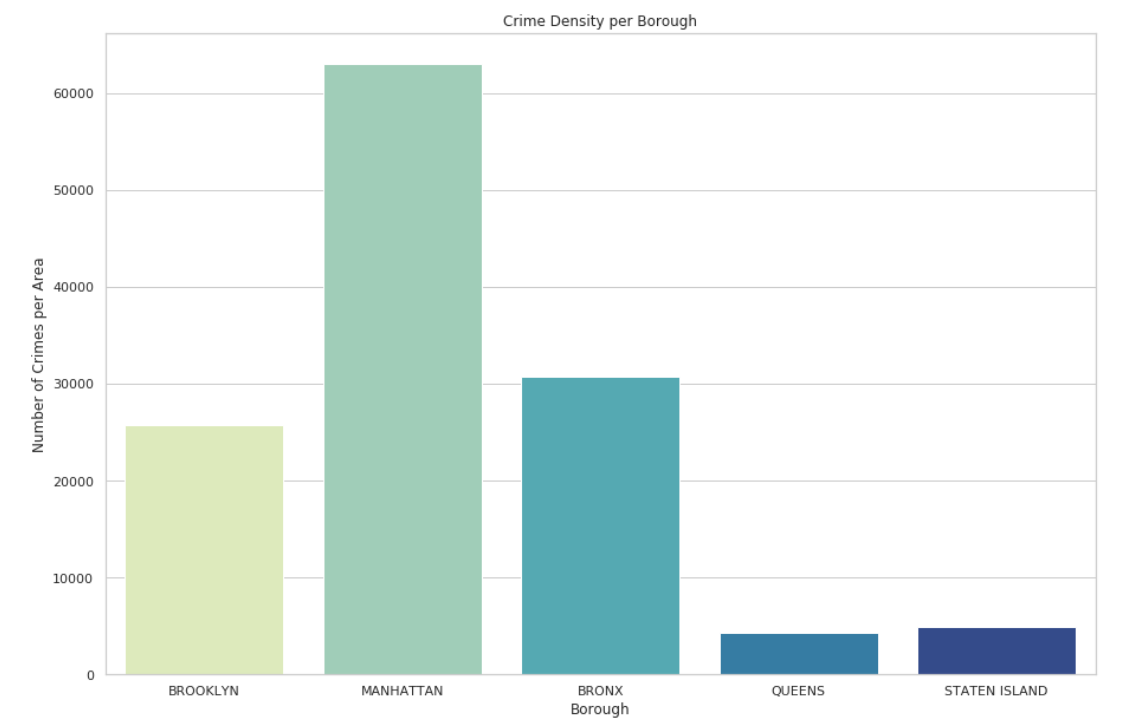 Crime Density per Borough
Number of Crimes per Area
60000
50000
40000
30000
20000
10000
0
BROOKLYN
MANHATTAN
BRONX
QUEENS
STATEN ISLAND
Borough